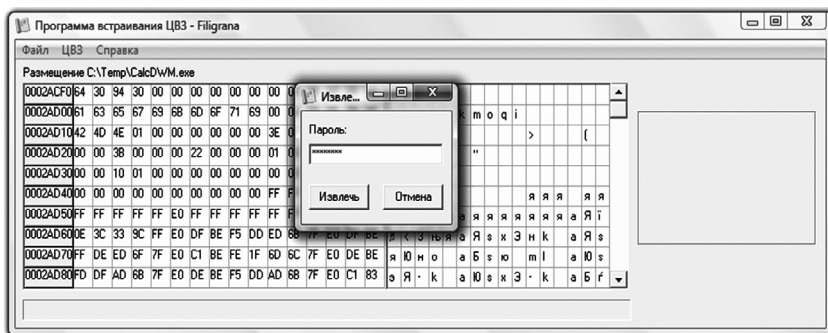 Программа встраивания ЦВЗ - Filigrana
Файл ЦВЗ Справка
Размещение C:\Temp\CalcDWM.exe
0002ACF0 64 30 94 30 00 00 00 00 00 00 00
0002AD00 61 63 65 67 69 6B 6D 6F 71 69 00 m o q i
0002AD10 42 4D 4E 01 00 00 00 00 00 00 3E > (
0002AD20 00 00 3B 00 00 00 22 00 00 00 01 "
0002AD30 00 00 10 01 00 00 00 00 00 00 00
0002AD40 00 00 00 00 00 00 00 00 00 FF я я я я я
0002AD50 FF FF FF FF FF E0 FF FF FF FF а я я я я я я я а Я ї
0002AD60 0E 3C 33 9C FF E0 DF BE F5 DD ED 6B 7F E0 DF BE а Я s x Э н k а Я s
0002AD70 FF DE ED 6F 7F E0 C1 BE FE 1F 6D 6C 7F E0 DE BE я Ю н o а Б s ю m l а Ю s
0002AD80 FD DF AD 6B 7F E0 DE BE F5 DD AD 6B 7F E0 C1 83 э Я - k а Ю s x Э - k а Б ѓ
Извле...
Пароль:
********
Извлечь Отмена